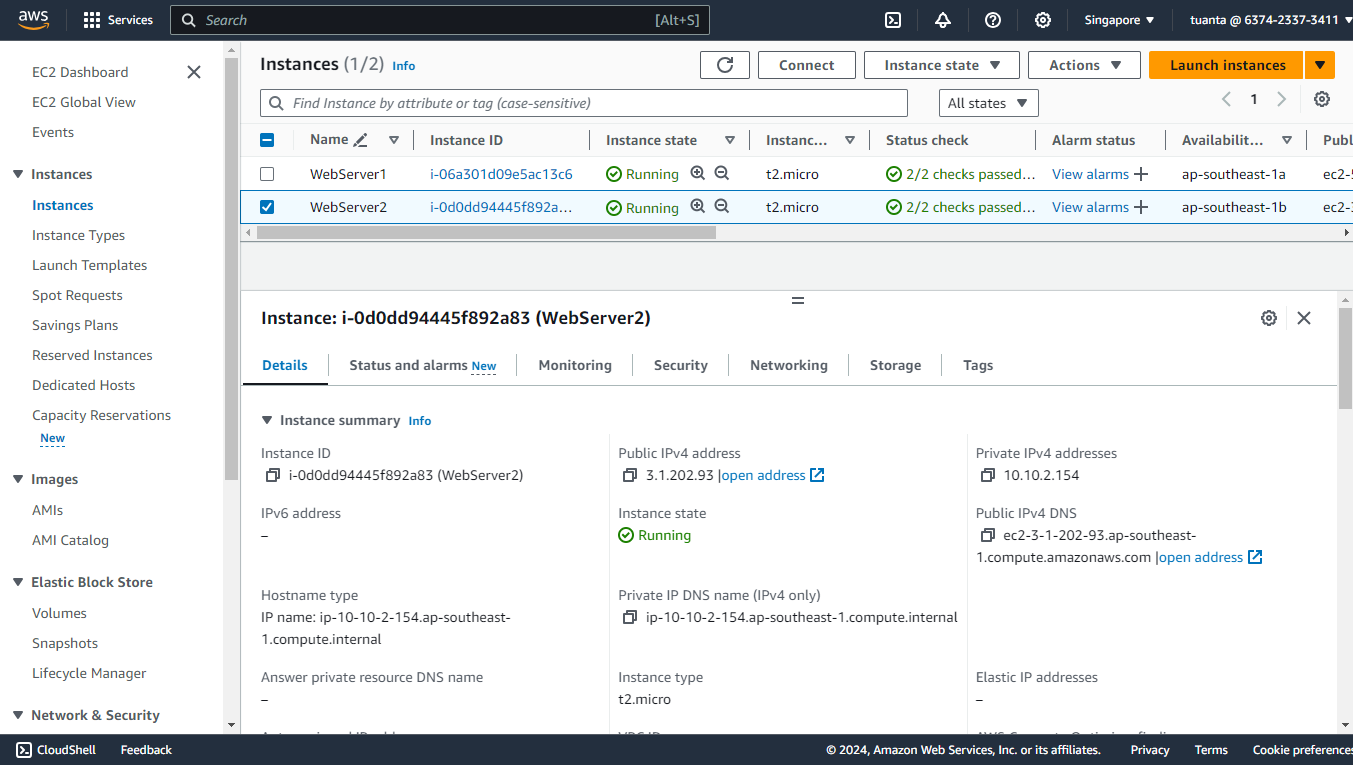 aws Services Search [Alt+S] Singapore tuanta @ 6374-2337-3411
EC2 Dashboard
EC2 Global View
Events
Instances
Instances
Instance Types
Launch Templates
Spot Requests
Savings Plans
Reserved Instances
Dedicated Hosts
Capacity Reservations
New
Images
AMIs
AMI Catalog
Elastic Block Store
Volumes
Snapshots
Lifecycle Manager
Network & Security
Instances (1/2) Info Connect Instance state Actions Launch instances
Find Instance by attribute or tag (case-sensitive) All states 1
Name Instance ID Instance state Instanc... Status check Alarm status Availabilit... Publ
WebServer1 i-06a301d09e5ac13c6 Running t2.micro 2/2 checks passed... View alarms ap-southeast-1a ec2-
WebServer2 i-0d0dd94445f892a... Running t2.micro 2/2 checks passed... View alarms ap-southeast-1b ec2-
Instance: i-0d0dd94445f892a83 (WebServer2)
Details Status and alarms New Monitoring Security Networking Storage Tags
Instance summary Info
Instance ID
i-0d0dd94445f892a83 (WebServer2)
Public IPv4 address
3.1.202.93 |open address
Private IPv4 addresses
10.10.2.154
IPv6 address
–
Instance state
Running
Public IPv4 DNS
ec2-3-1-202-93.ap-southeast-
1.compute.amazonaws.com |open address
Hostname type
IP name: ip-10-10-2-154.ap-southeast-
1.compute.internal
Private IP DNS name (IPv4 only)
ip-10-10-2-154.ap-southeast-1.compute.internal
Answer private resource DNS name
–
Instance type
t2.micro
Elastic IP addresses
–
CloudShell Feedback © 2024, Amazon Web Services, Inc. or its affiliates. Privacy Terms Cookie preferences